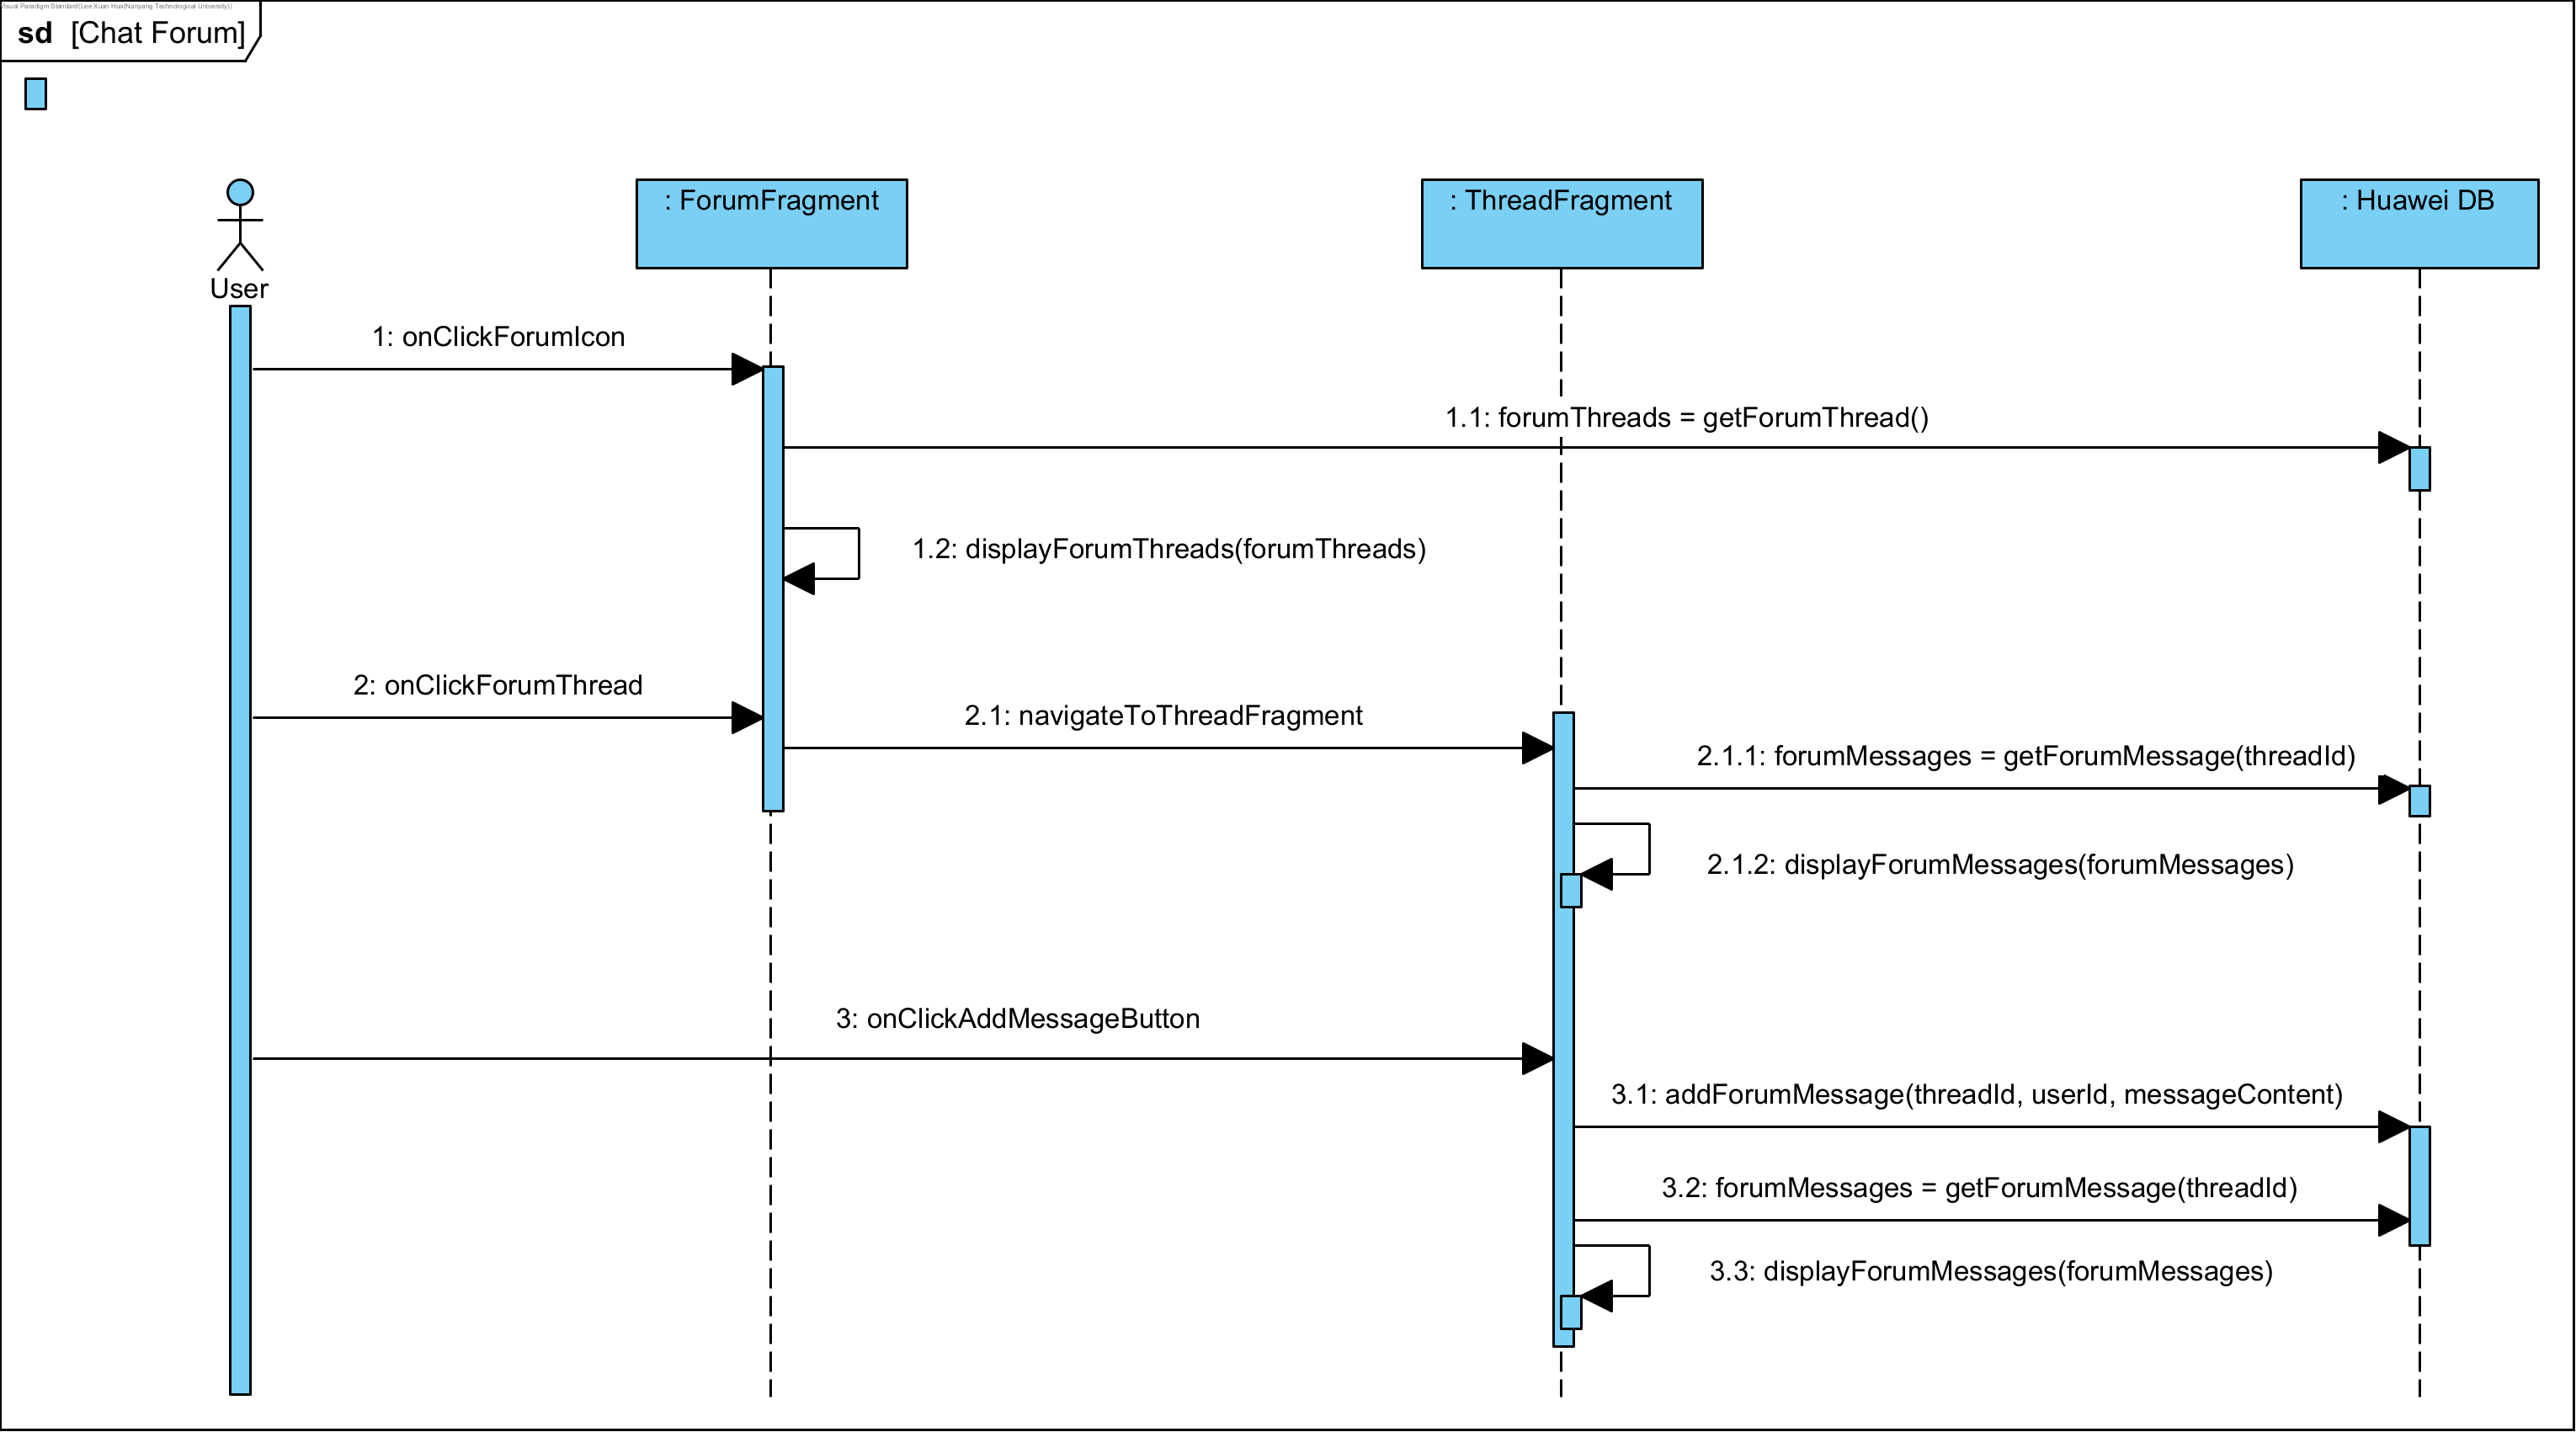 Visual Paradigm Standard(Lee Xuan Hua(Nanyang Technological University))
sd [Chat Forum]
: ForumFragment
: ThreadFragment
: Huawei DB
User
1: onClickForumIcon
1.1: forumThreads = getForumThread()
1.2: displayForumThreads(forumThreads)
2: onClickForumThread
2.1: navigateToThreadFragment
2.1.1: forumMessages = getForumMessage(threadId)
2.1.2: displayForumMessages(forumMessages)
3: onClickAddMessageButton
3.1: addForumMessage(threadId, userId, messageContent)
3.2: forumMessages = getForumMessage(threadId)
3.3: displayForumMessages(forumMessages)